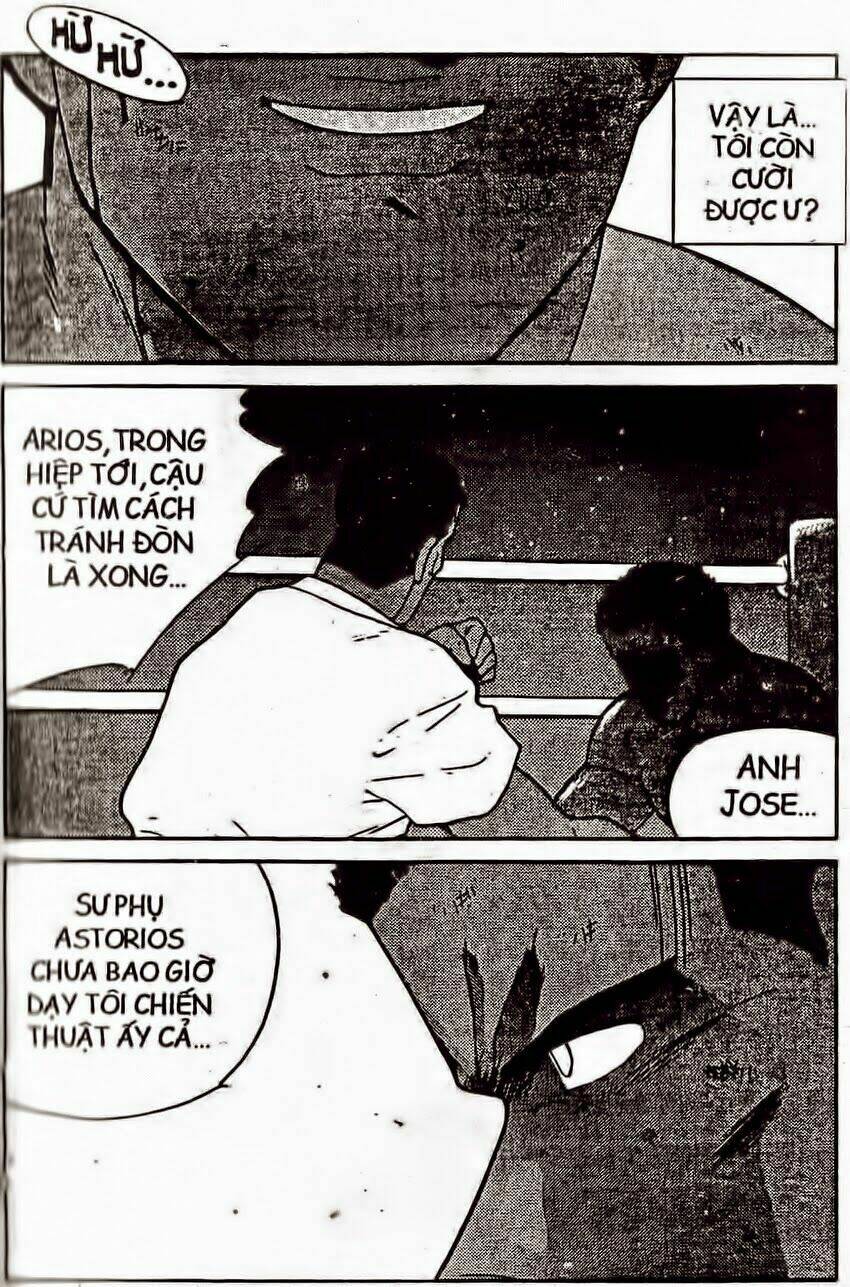 HỪ
HỪ...
VẬY LÀ...
TÔI CÒN
CƯỜI
ĐƯỢC Ư?
ARIOS, TRONG
HIỆP TỚI, CẬU
CỨ TÌM CÁCH
TRÁNH ĐÒN
LÀ XONG...
ANH
JOSE...
SƯ PHỤ
ASTORIOS
CHƯA BAO GIỜ
DẠY TÔI CHIẾN
THUẬT ẤY CẢ...